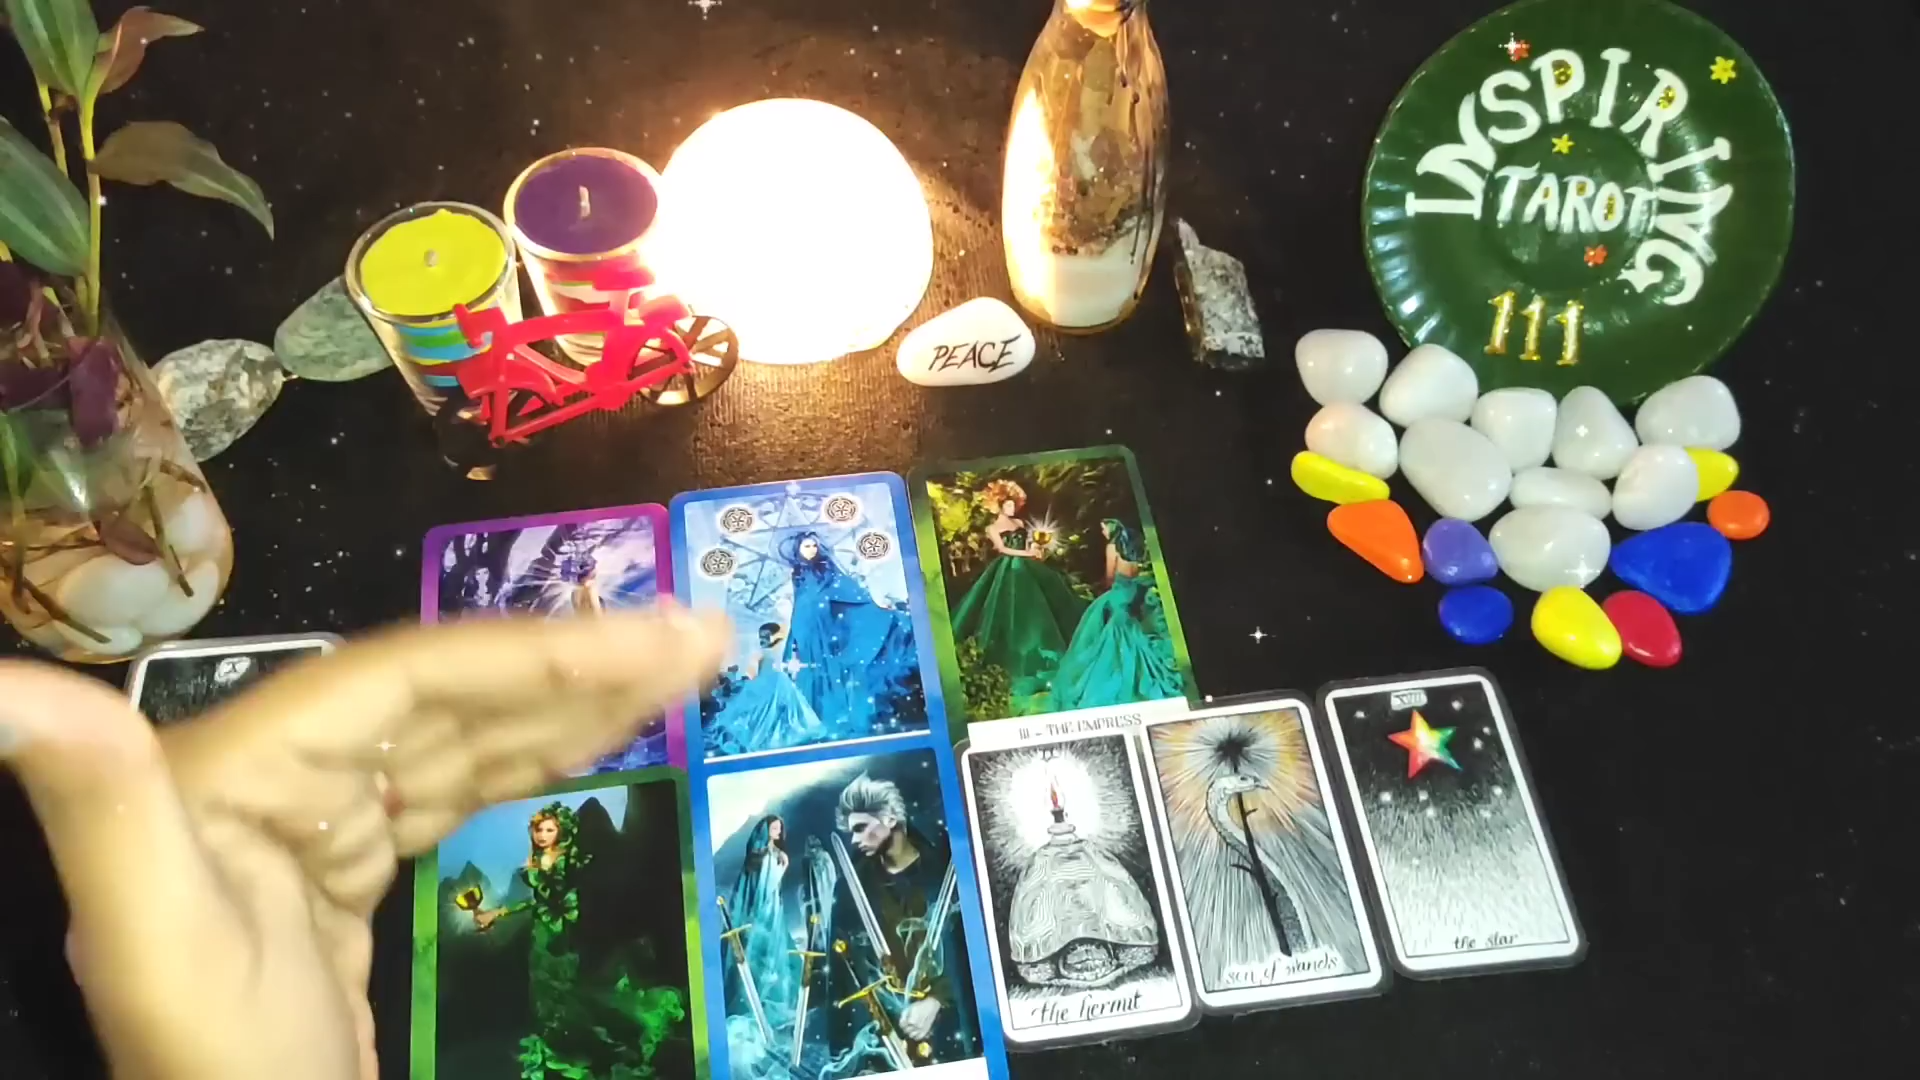 INSPIRING
TAROT
111
PEACE
III - THE EMPRESS
XVII
the hermit
son of wands
the star